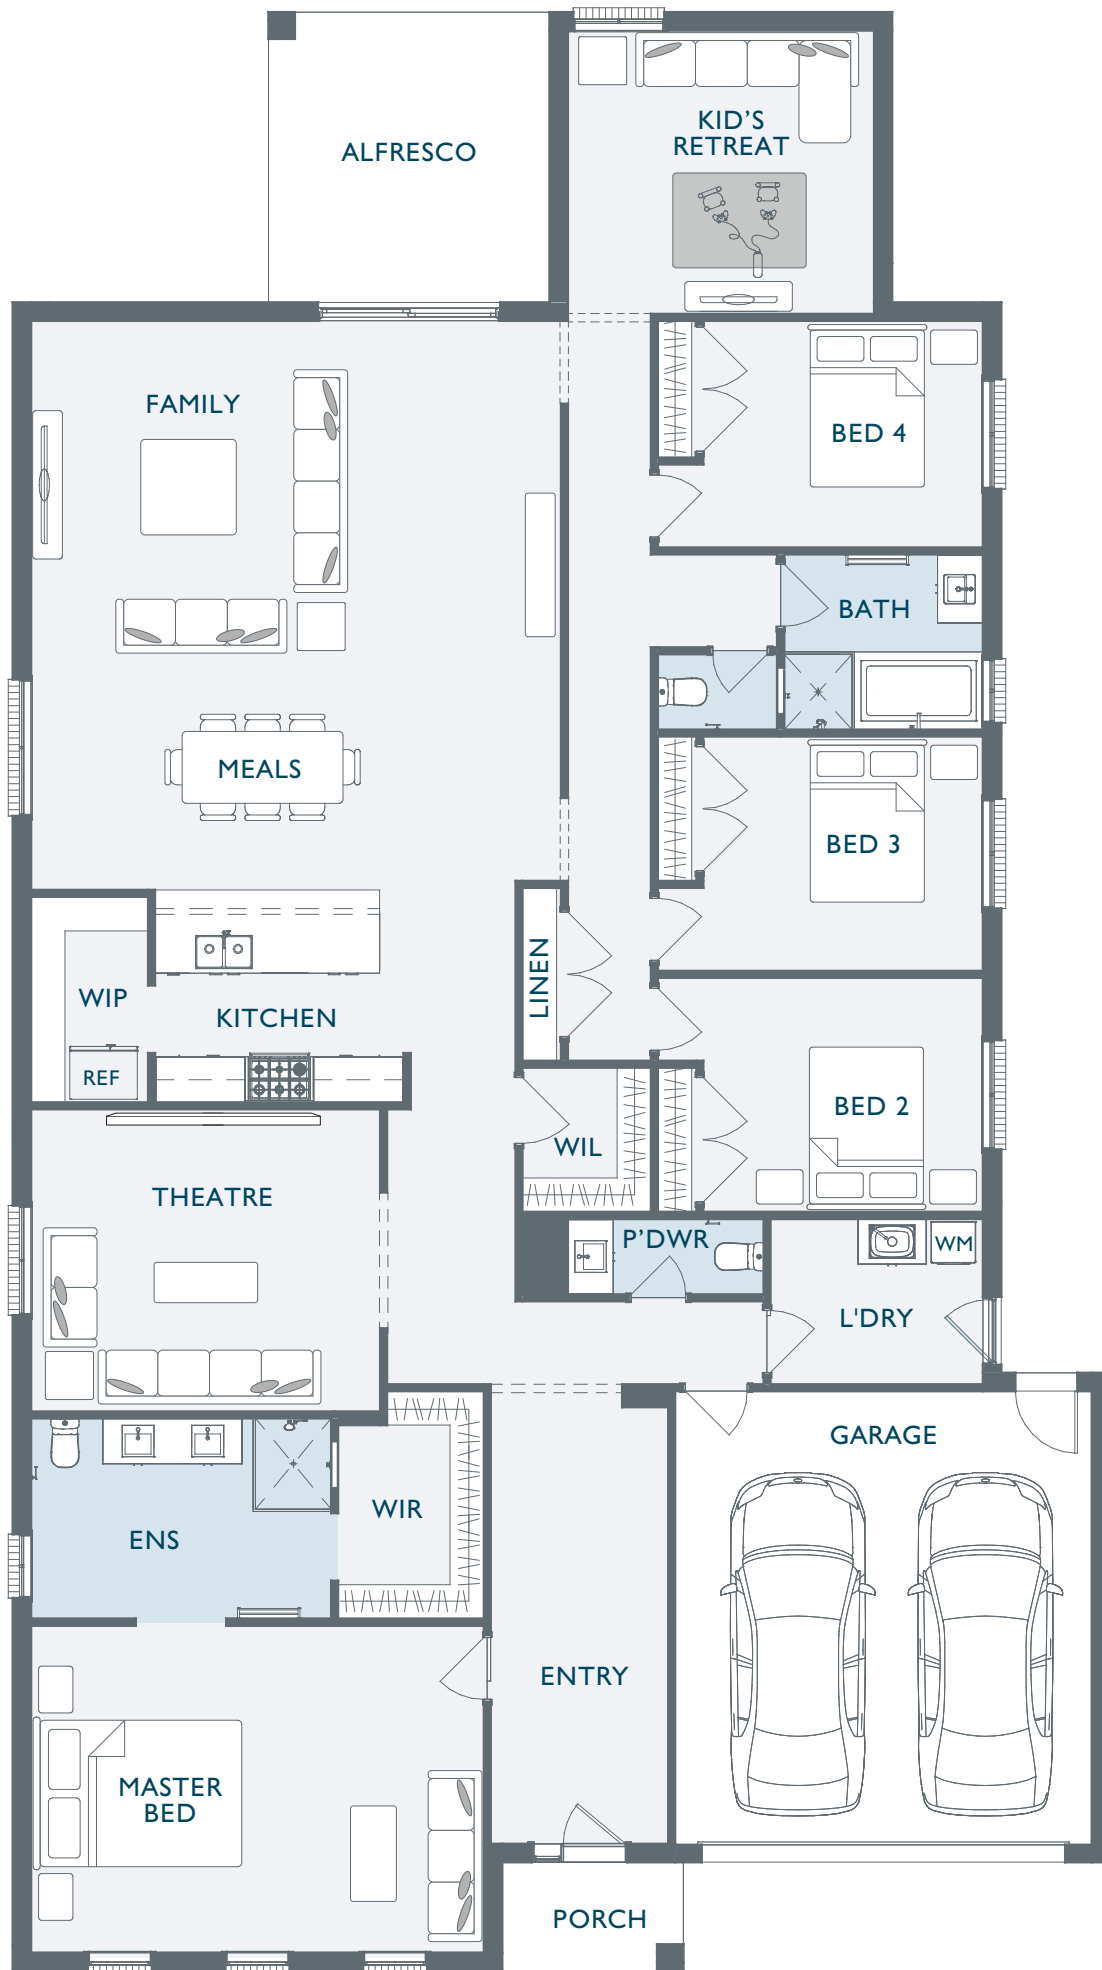 KID'S
RETREAT
ALFRESCO
FAMILY
BED 4
BATH
MEALS
BED 3
LINEN
WIP
KITCHEN
REF
BED 2
WIL
THEATRE
P'DWR
WM
L'DRY
GARAGE
WIR
ENS
ENTRY
MASTER
BED
PORCH